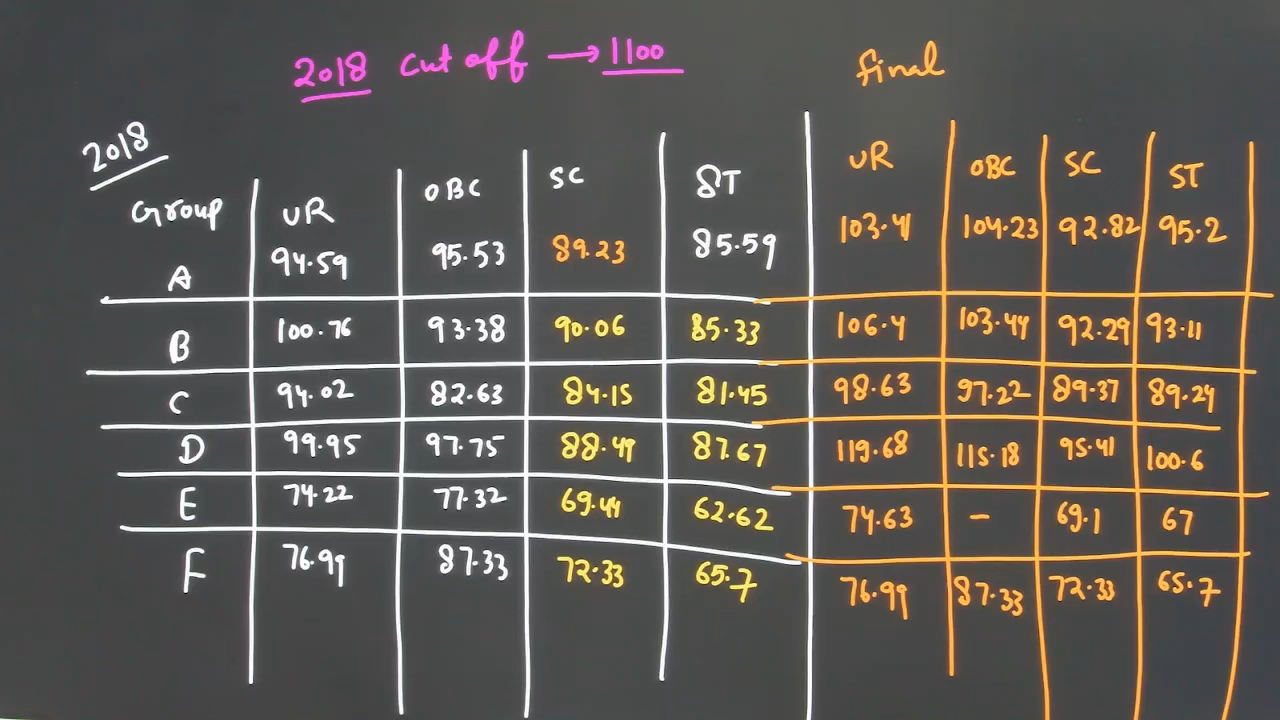 2018 cut off → 1100
final
2018
Group UR OBC SC ST UR OBC SC ST
A 94.59 95.53 89.23 85.59 103.41 104.23 92.82 95.2
B 100.76 93.38 90.06 85.33 106.4 103.44 92.29 93.11
C 94.02 82.63 84.15 81.45 98.63 97.22 89.37 89.24
D 99.95 97.75 88.49 87.67 119.68 115.18 95.41 100.6
E 74.22 77.32 69.44 62.62 74.63 - 69.1 67
F 76.99 87.33 72.33 65.7 76.99 87.33 72.33 65.7